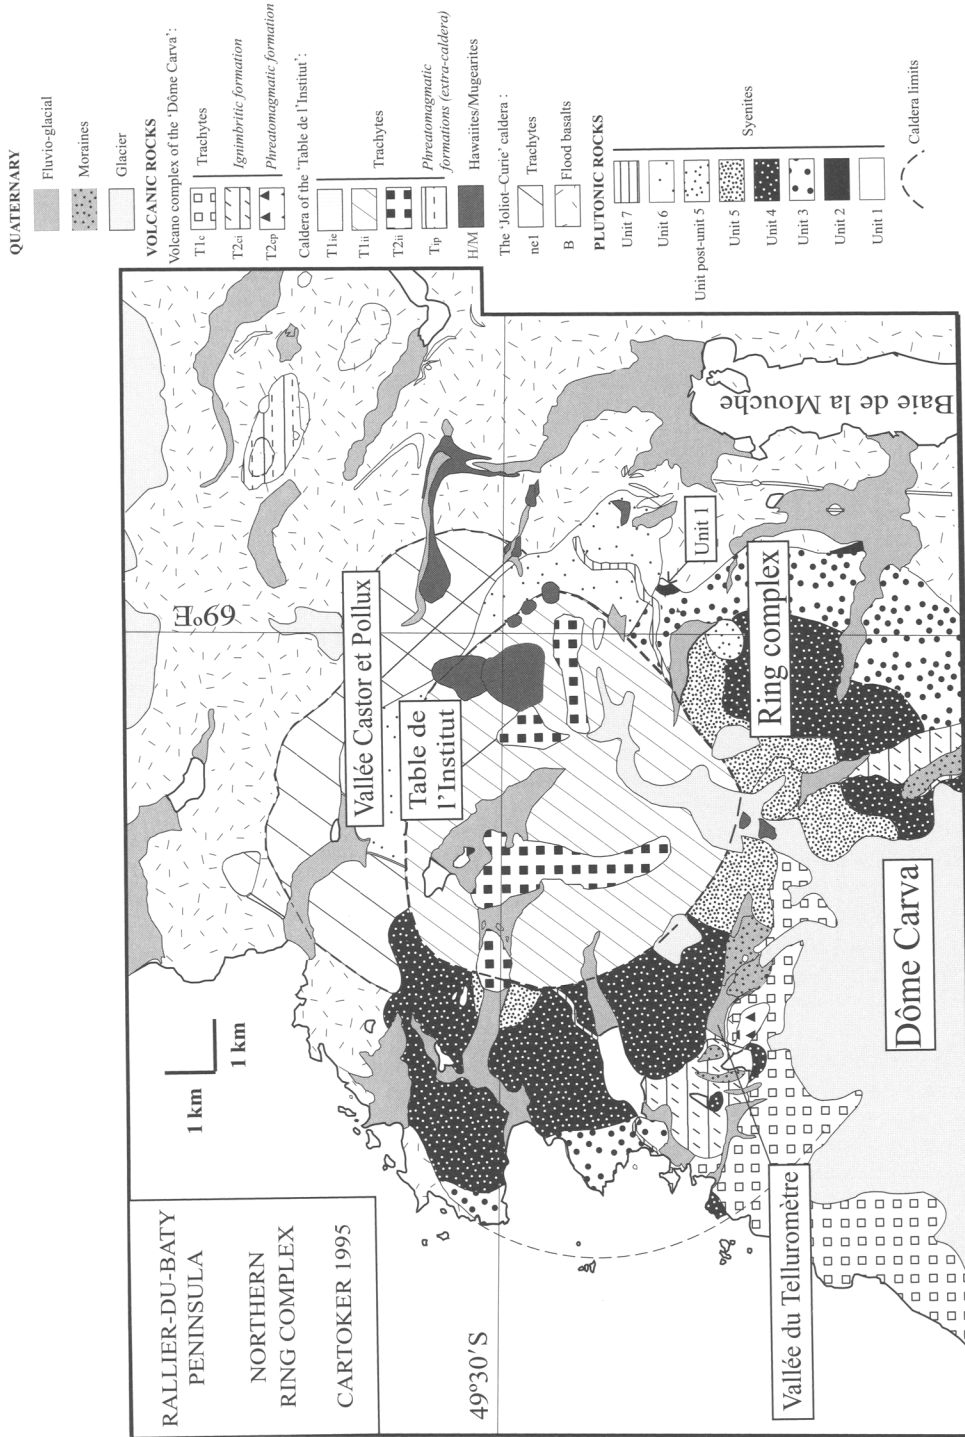 RALLIER-DU-BATY
PENINSULA
NORTHERN
RING COMPLEX
CARTOKER 1995
1 km
1 km
49º30′S
69ºE
Vallée Castor et Pollux
Table de
l’Institut
Unit 1
Ring complex
Baie de la Mouche
Dôme Carva
Vallée du Telluromètre
QUATERNARY
Fluvio-glacial
Moraines
Glacier
VOLCANIC ROCKS
Volcano complex of the ‘Dôme Carva’:
T1c
Trachytes
T2ci
Ignimbritic formation
T2cp
Phreatomagmatic formation
Caldera of the ‘Table de l’Institut’:
T1ie
T1ii
Trachytes
T2ii
T1p
Phreatomagmatic
formations (extra-caldera)
H/M
Hawaiites/Mugearites
The ‘Joliot–Curie’ caldera :
ne1
Trachytes
B
Flood basalts
PLUTONIC ROCKS
Unit 7
Unit 6
Unit post-unit 5
Unit 5
Syenites
Unit 4
Unit 3
Unit 2
Unit 1
Caldera limits